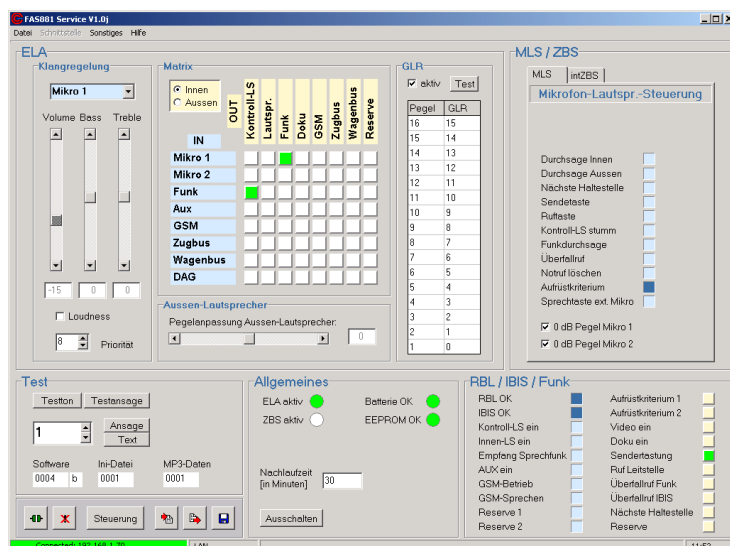 FAS881 Service V1.0j
Datei Schnittstelle Sonstiges Hilfe
ELA
Klangregelung
Mikro 1
Volume Bass Treble
-15 0 0
Loudness
8 Priorität
Matrix
Innen
Aussen
OUT
Kontroll-LS
Lautspr.
Funk
Doku
GSM
Zugbus
Wagenbus
Reserve
IN
Mikro 1
Mikro 2
Funk
Aux
GSM
Zugbus
Wagenbus
DAG
Aussen-Lautsprecher
Pegelanpassung Aussen-Lautsprecher:
0
GLR
aktiv Test
Pegel GLR
16 15
15 14
14 13
13 12
12 11
11 10
10 9
9 8
8 7
7 6
6 5
5 4
4 3
3 2
2 1
1 0
MLS / ZBS
MLS intZBS
Mikrofon-Lautspr.-Steuerung
Durchsage Innen
Durchsage Aussen
Nächste Haltestelle
Sendetaste
Ruftaste
Kontroll-LS stumm
Funkdurchsage
Überfallruf
Notruf löschen
Aufrüstkriterium
Sprechtaste ext. Mikro
0 dB Pegel Mikro 1
0 dB Pegel Mikro 2
Test
Testton Testansage
1 Ansage
Text
Software Ini-Datei MP3-Daten
0004 b 0001 0001
Steuerung
Allgemeines
ELA aktiv Batterie OK
ZBS aktiv EEPROM OK
Nachlaufzeit
[in Minuten] 30
Ausschalten
RBL / IBIS / Funk
RBL OK Aufrüstkriterium 1
IBIS OK Aufrüstkriterium 2
Kontroll-LS ein Video ein
Innen-LS ein Doku ein
Empfang Sprechfunk Sendertastung
AUX ein Ruf Leitstelle
GSM-Betrieb Überfallruf Funk
GSM-Sprechen Überfallruf IBIS
Reserve 1 Nächste Haltestelle
Reserve 2 Reserve